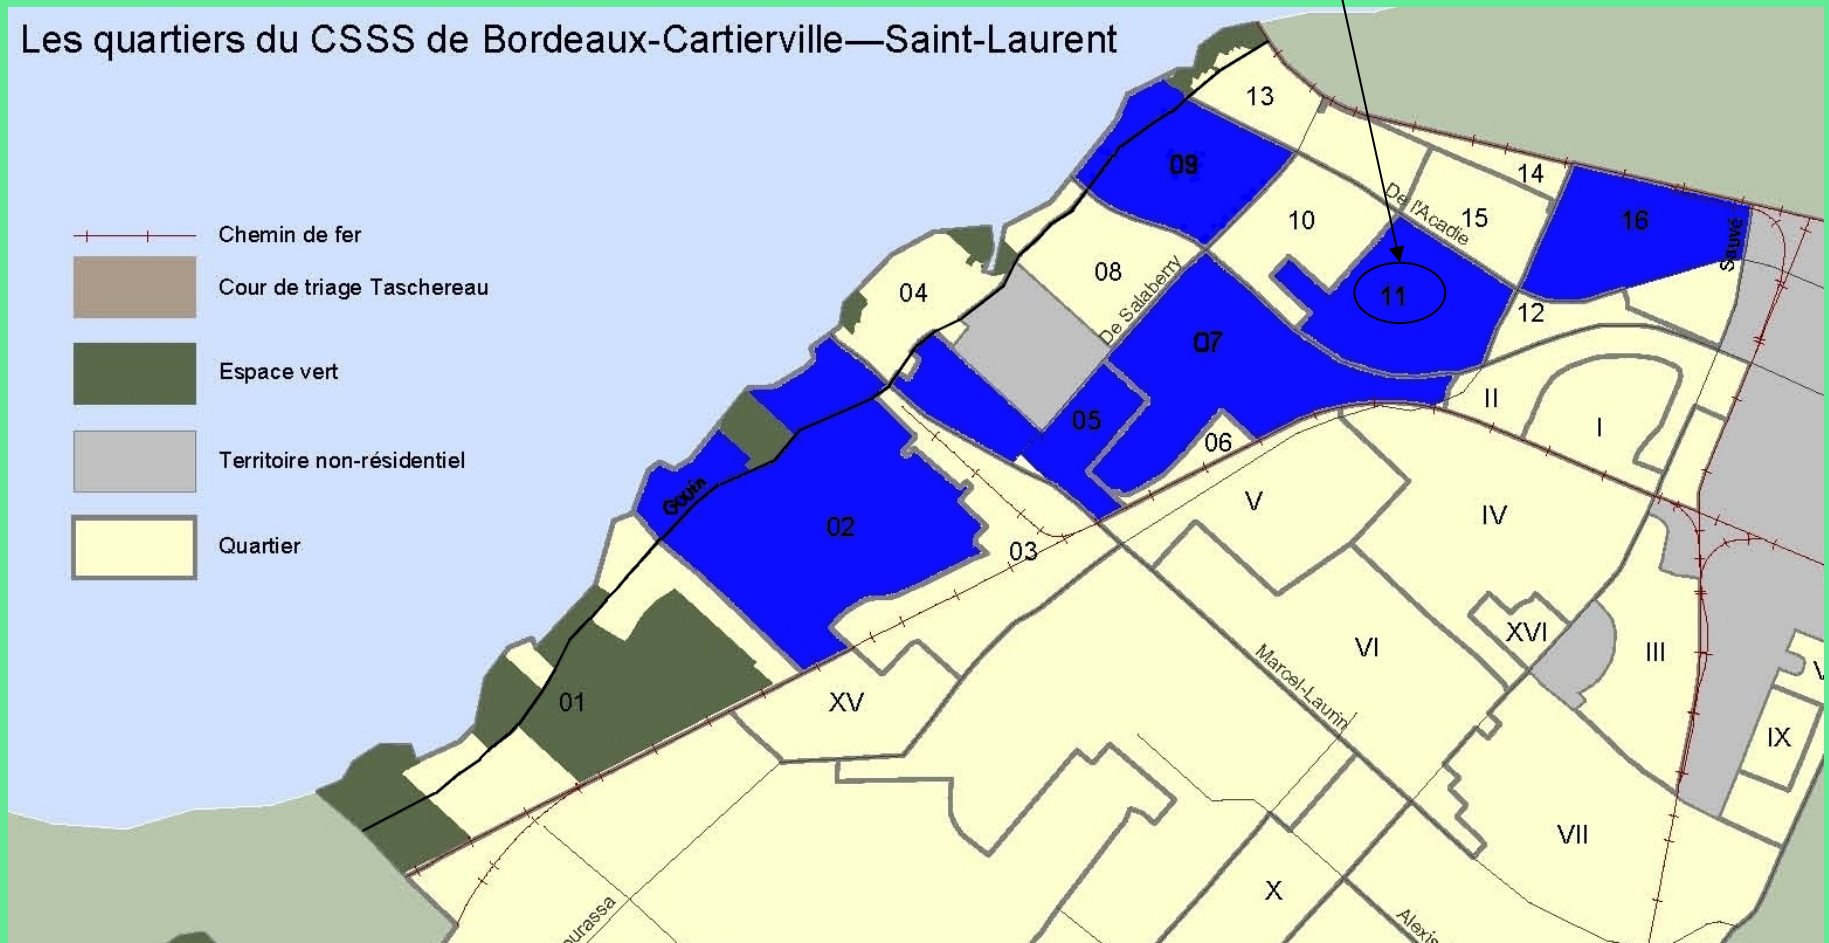 Les quartiers du CSSS de Bordeaux-Cartierville—Saint-Laurent
Chemin de fer
Cour de triage Taschereau
Espace vert
Territoire non-résidentiel
Quartier
13
14
09
De l'Acadie
15
16
Sauvé
10
08
04
De Salaberry
11
12
07
II
I
05
06
Gouin
02
03
V
IV
XVI
III
VI
Marcel-Laurin
01
XV
IX
VII
X